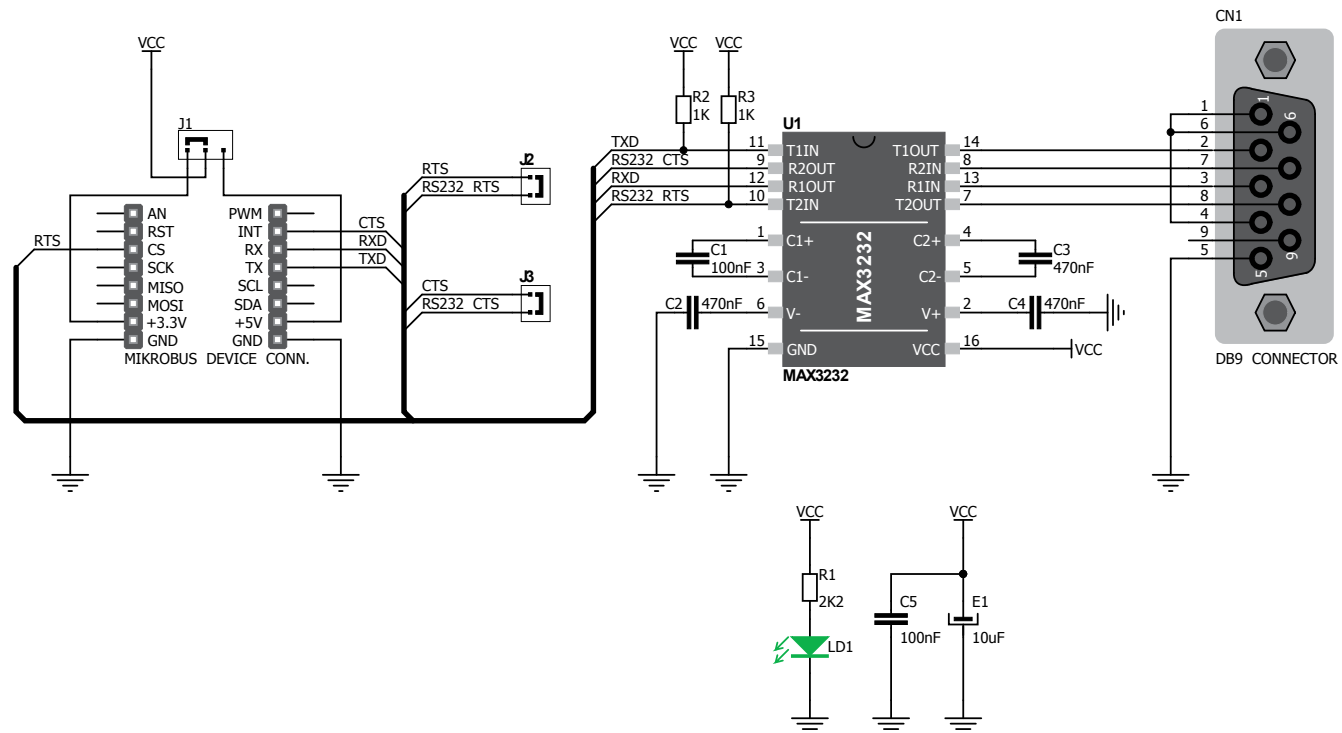 CN1
VCC
VCC VCC
J1
R2 1K
R3 1K
U1
J2
J3
RTS
RS232 RTS
CTS
RS232 CTS
RTS
AN
RST
CS
SCK
MISO
MOSI
+3.3V
GND
PWM
INT
RX
TX
SCL
SDA
+5V
GND
MIKROBUS DEVICE CONN.
CTS
RXD
TXD
TXD
RS232 CTS
RXD
RS232 RTS
11 T1IN T1OUT 14
9 R2OUT R2IN 8
12 R1OUT R1IN 13
10 T2IN T2OUT 7
1 C1+ C2+ 4
3 C1- C2- 5
6 V- V+ 2
15 GND VCC 16
MAX3232
MAX3232
C1
100nF
C2 470nF
C3
470nF
C4 470nF
VCC
1
6
2
7
3
8
4
9
5
1
6
5
9
DB9 CONNECTOR
VCC
R1
2K2
LD1
VCC
C5
100nF
E1
10uF